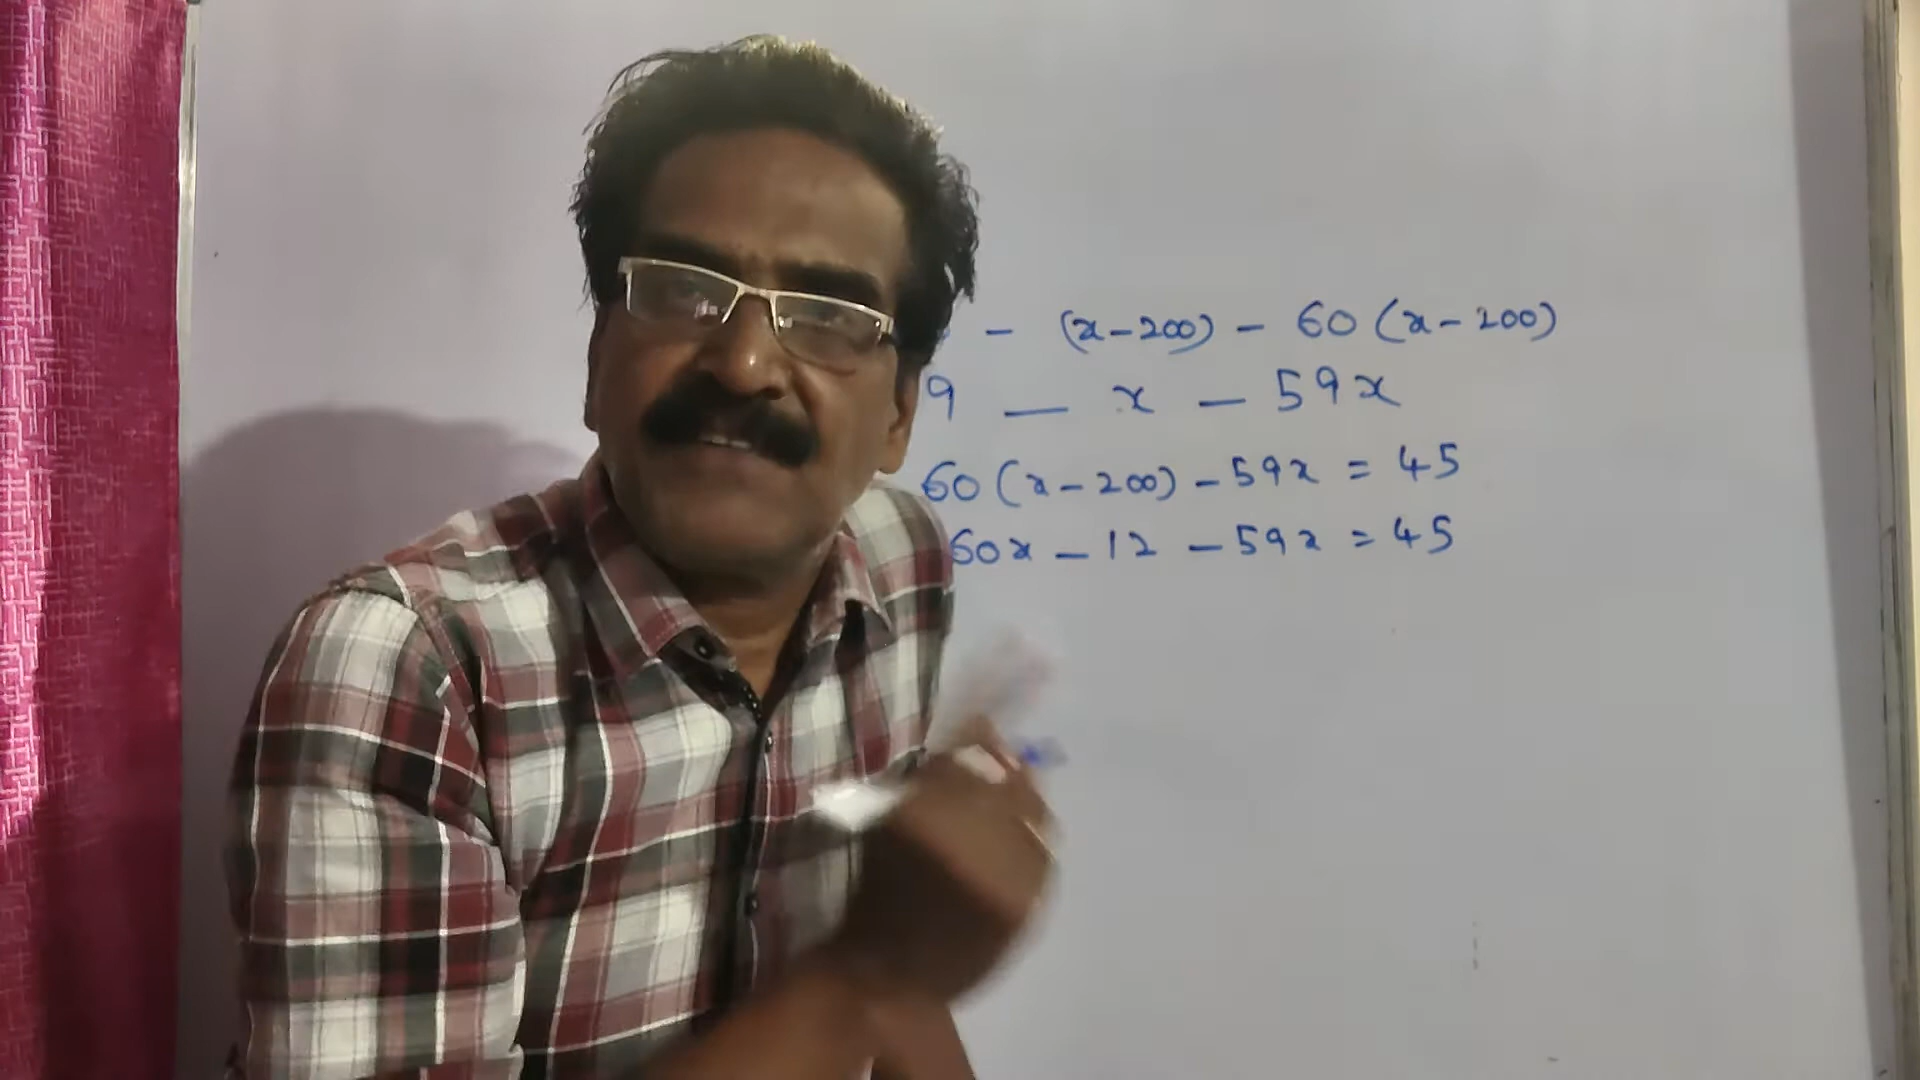 - (x-200) - 60 (x-200)
9 — x - 59x
60 (x-200) - 59x = 45
60x - 12 - 59x = 45